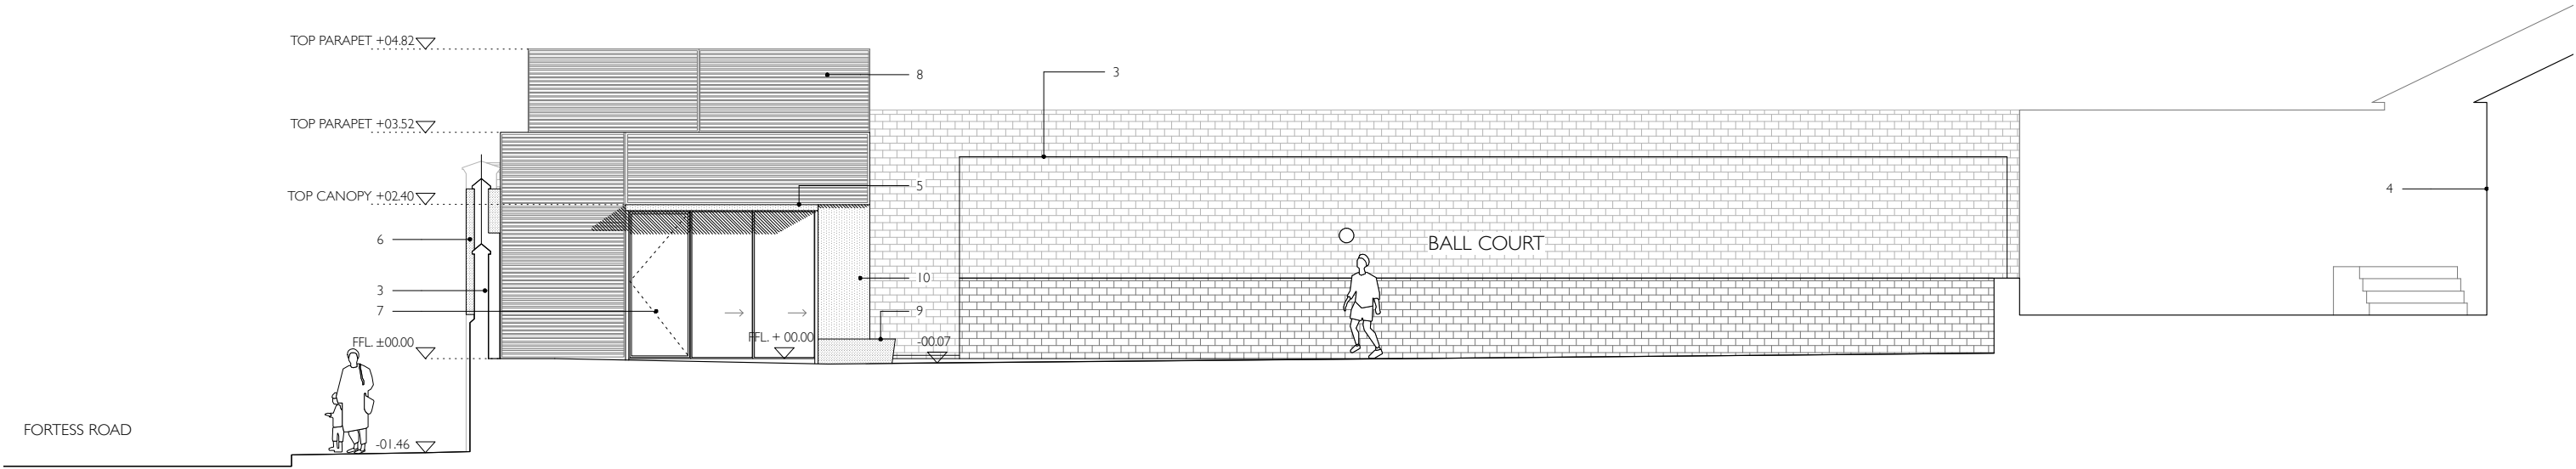 TOP PARAPET +04.82
8
3
TOP PARAPET +03.52
5
4
TOP CANOPY +02.40
6
BALL COURT
10
3
7
9
FFL. ±00.00
FFL. + 00.00
-00.07
FORTESS ROAD
-01.46